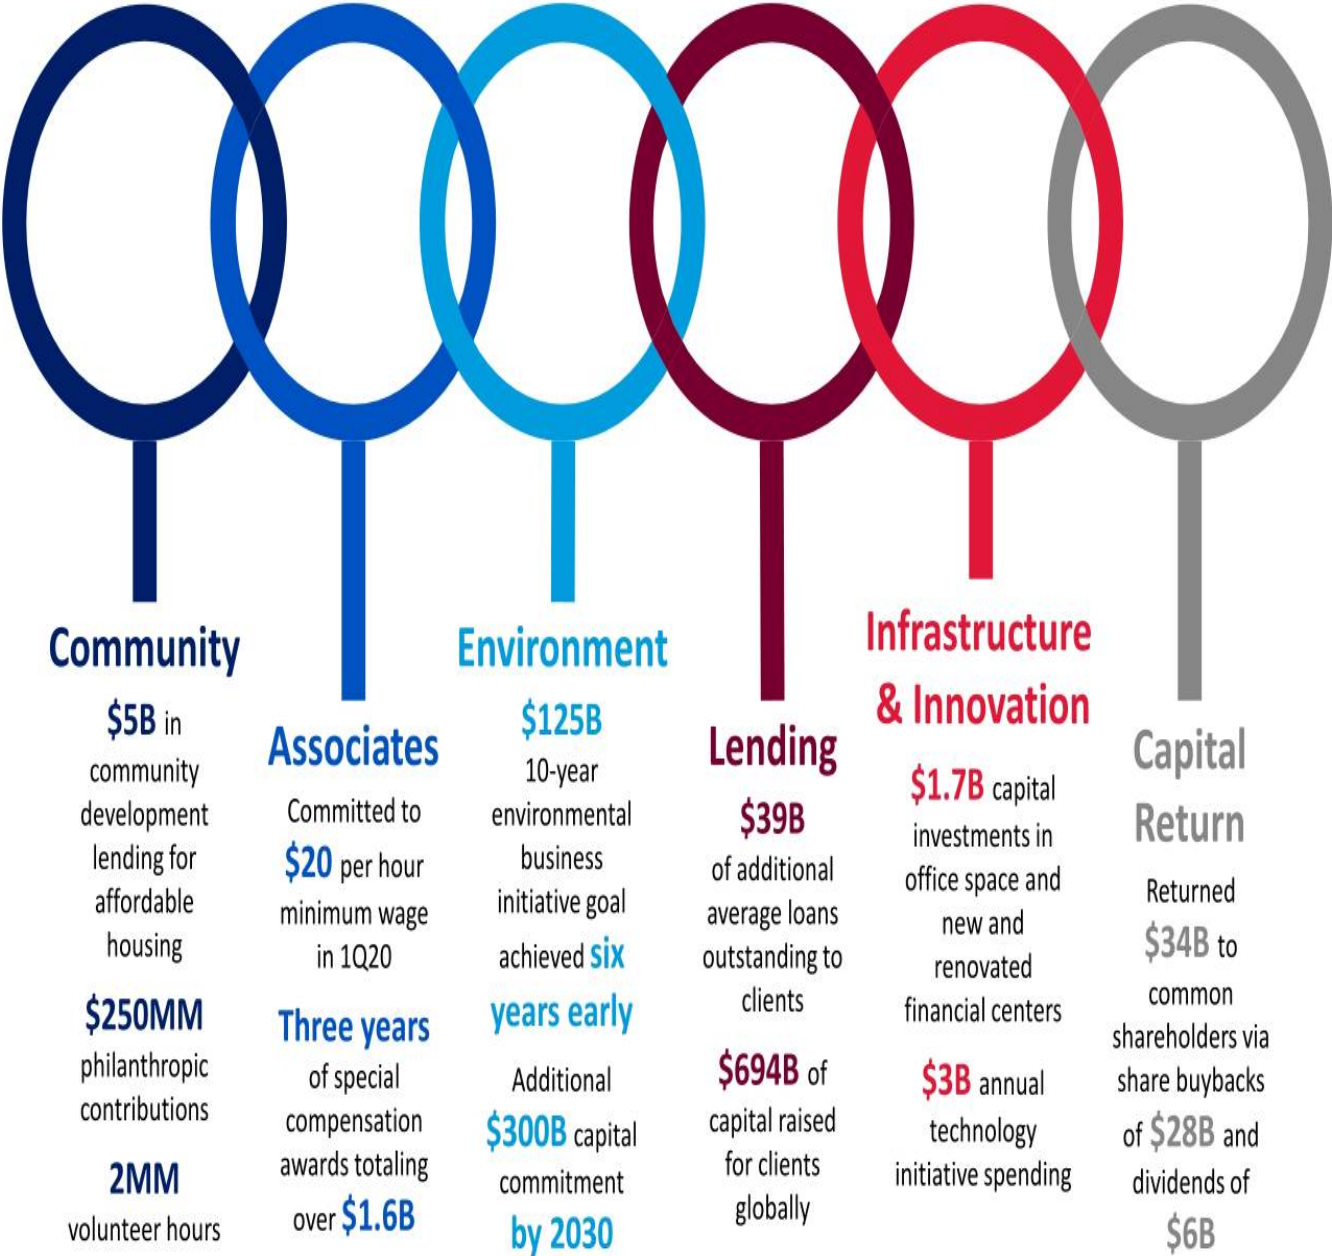 Community
$5B in
community
development
lending for
affordable
housing
$250MM
philanthropic
contributions
2MM
volunteer hours
Associates
Committed to
$20 per hour
minimum wage
in 1Q20
Three years
of special
compensation
awards totaling
over $1.6B
Environment
$125B
10-year
environmental
business
initiative goal
achieved six
years early
Additional
$300B capital
commitment
by 2030
Lending
$39B
of additional
average loans
outstanding to
clients
$694B of
capital raised
for clients
globally
Infrastructure
& Innovation
$1.7B capital
investments in
office space and
new and
renovated
financial centers
$3B annual
technology
initiative spending
Capital
Return
Returned
$34B to
common
shareholders via
share buybacks
of $28B and
dividends of
$6B